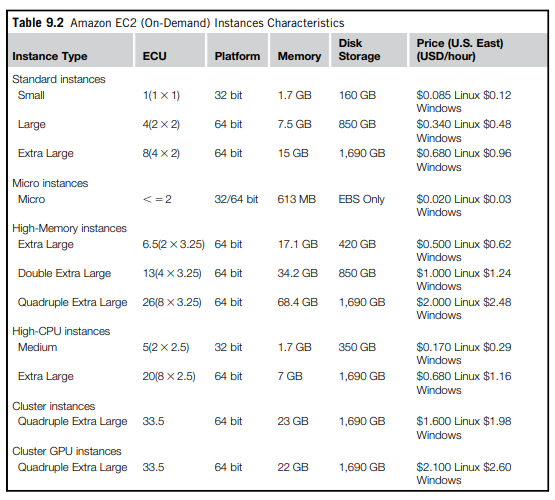 Table 9.2 Amazon EC2 (On-Demand) Instances Characteristics
Instance Type ECU Platform Memory Disk Storage Price (U.S. East) (USD/hour)
Standard instances
Small 1(1 × 1) 32 bit 1.7 GB 160 GB $0.085 Linux $0.12
Windows
Large 4(2 × 2) 64 bit 7.5 GB 850 GB $0.340 Linux $0.48
Windows
Extra Large 8(4 × 2) 64 bit 15 GB 1,690 GB $0.680 Linux $0.96
Windows
Micro instances
Micro < = 2 32/64 bit 613 MB EBS Only $0.020 Linux $0.03
Windows
High-Memory instances
Extra Large 6.5(2 × 3.25) 64 bit 17.1 GB 420 GB $0.500 Linux $0.62
Windows
Double Extra Large 13(4 × 3.25) 64 bit 34.2 GB 850 GB $1.000 Linux $1.24
Windows
Quadruple Extra Large 26(8 × 3.25) 64 bit 68.4 GB 1,690 GB $2.000 Linux $2.48
Windows
High-CPU instances
Medium 5(2 × 2.5) 32 bit 1.7 GB 350 GB $0.170 Linux $0.29
Windows
Extra Large 20(8 × 2.5) 64 bit 7 GB 1,690 GB $0.680 Linux $1.16
Windows
Cluster instances
Quadruple Extra Large 33.5 64 bit 23 GB 1,690 GB $1.600 Linux $1.98
Windows
Cluster GPU instances
Quadruple Extra Large 33.5 64 bit 22 GB 1,690 GB $2.100 Linux $2.60
Windows